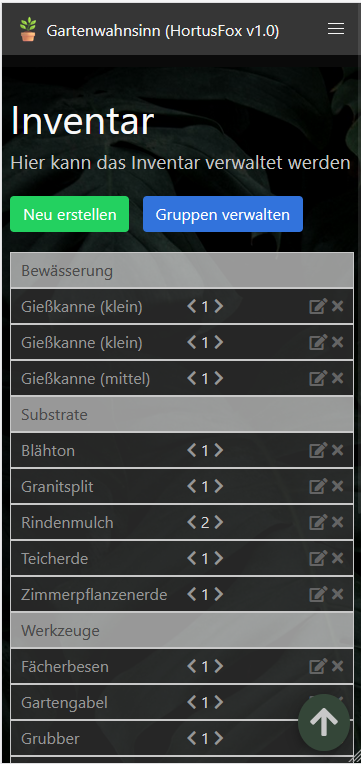 Gartenwahnsinn (HortusFox v1.0)
Inventar
Hier kann das Inventar verwaltet werden
Neu erstellen Gruppen verwalten
Bewässerung
Gießkanne (klein) 1
Gießkanne (klein) 1
Gießkanne (mittel) 1
Substrate
Blähton 1
Granitsplit 1
Rindenmulch 2
Teicherde 1
Zimmerpflanzenerde 1
Werkzeuge
Fächerbesen 1
Gartengabel 1
Grubber 1